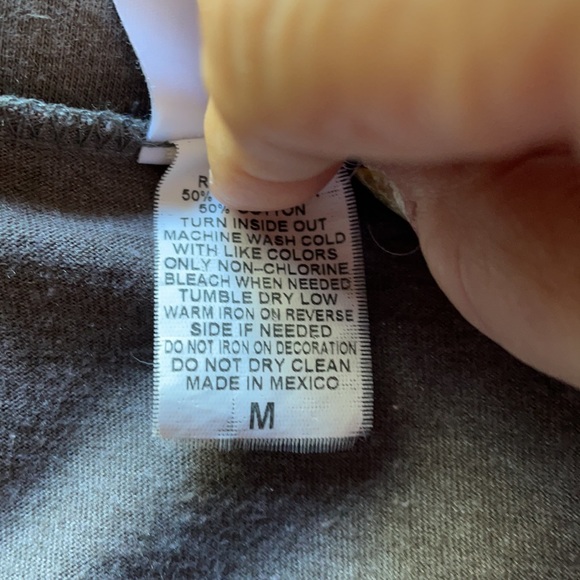 50%
50% COTTON
TURN INSIDE OUT
MACHINE WASH COLD
WITH LIKE COLORS
ONLY NON-CHLORINE
BLEACH WHEN NEEDED
TUMBLE DRY LOW
WARM IRON ON REVERSE
SIDE IF NEEDED
DO NOT IRON ON DECORATION
DO NOT DRY CLEAN
MADE IN MEXICO
M